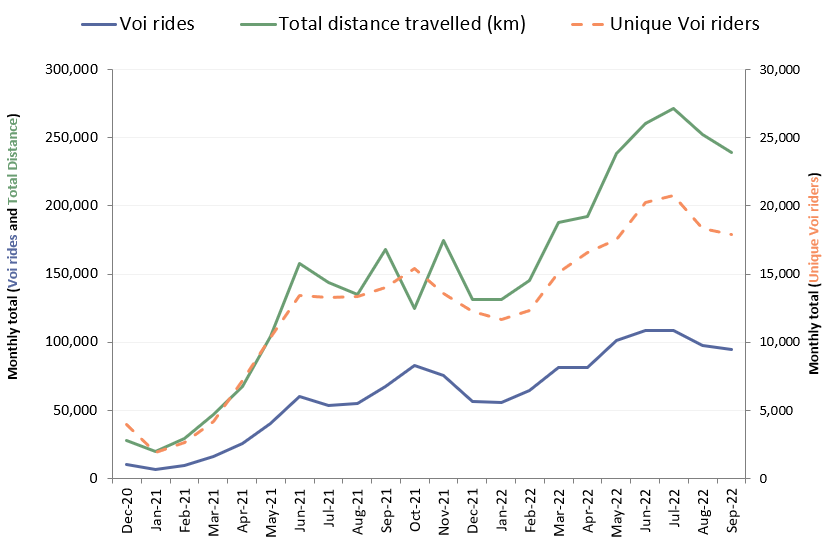 Voi rides Total distance travelled (km) Unique Voi riders
300,000 30,000
250,000 25,000
200,000 20,000
150,000 15,000
100,000 10,000
50,000 5,000
0 0
Monthly total (Voi rides and Total Distance)
Monthly total (Unique Voi riders)
Dec-20 Jan-21 Feb-21 Mar-21 Apr-21 May-21 Jun-21 Jul-21 Aug-21 Sep-21 Oct-21 Nov-21 Dec-21 Jan-22 Feb-22 Mar-22 Apr-22 May-22 Jun-22 Jul-22 Aug-22 Sep-22